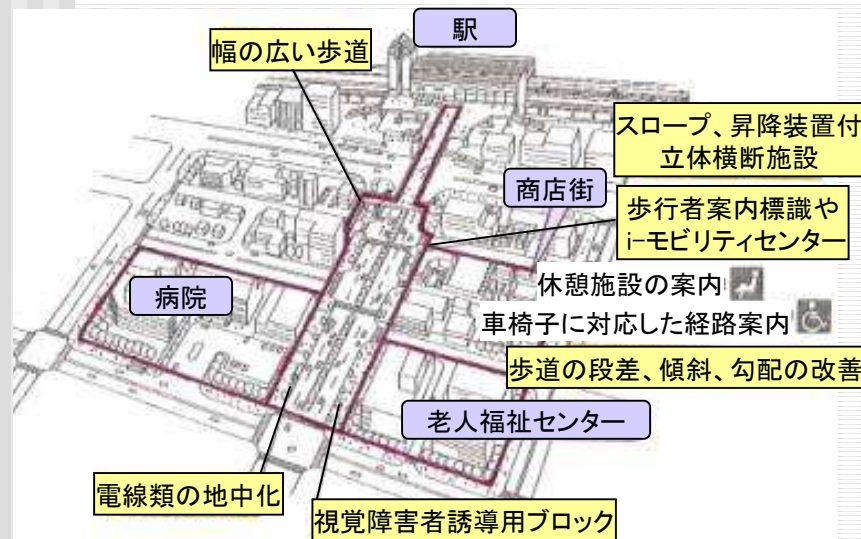 駅
幅の広い歩道
スロープ、昇降装置付
立体横断施設
商店街
歩行者案内標識や
i-モビリティセンター
病院
休憩施設の案内
車椅子に対応した経路案内
歩道の段差、傾斜、勾配の改善
老人福祉センター
電線類の地中化
視覚障害者誘導用ブロック